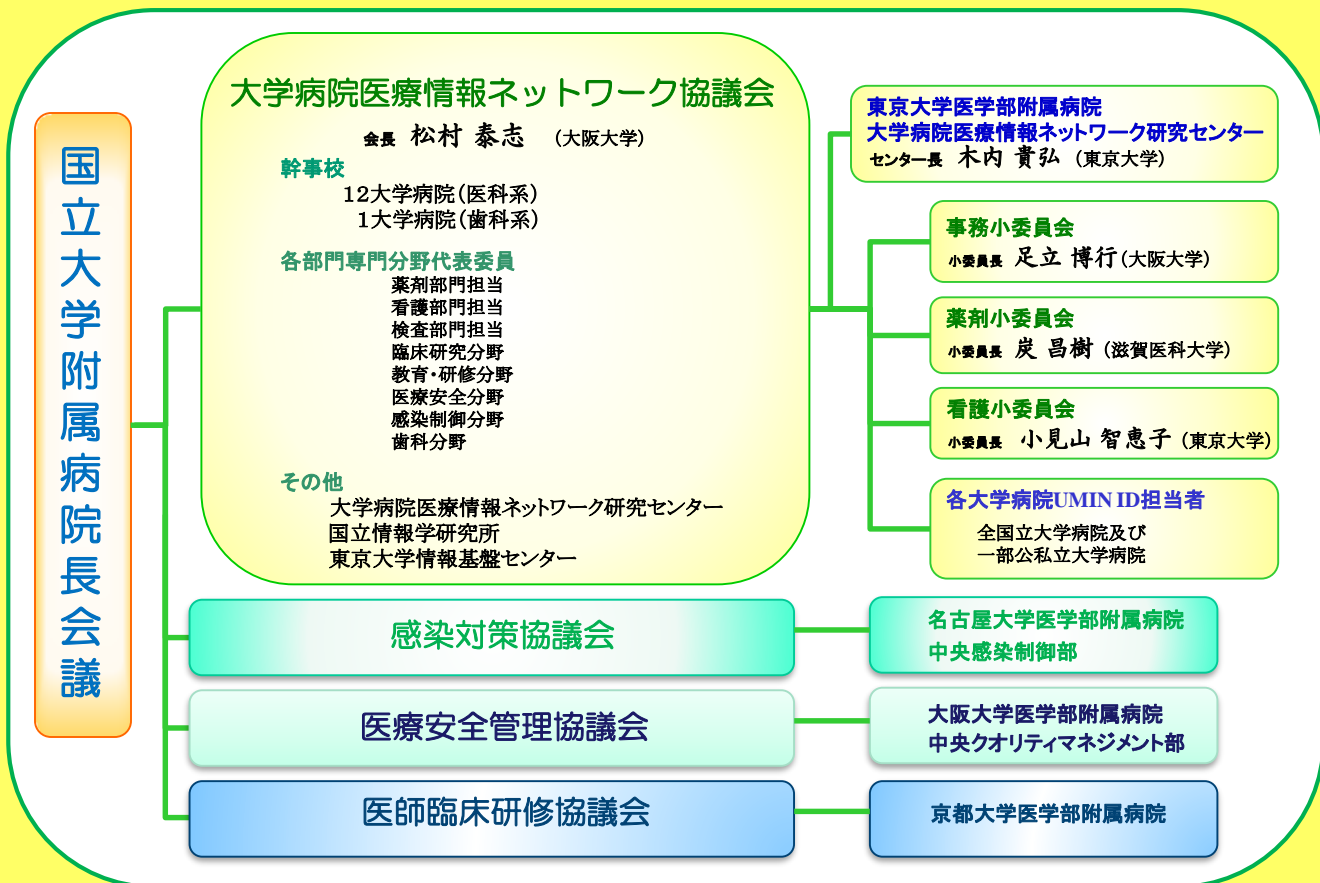 国立大学附属病院長会議
大学病院医療情報ネットワーク協議会
会長 松村 泰志 (大阪大学)
幹事校
12大学病院(医科系)
1大学病院(歯科系)
各部門専門分野代表委員
薬剤部門担当
看護部門担当
検査部門担当
臨床研究分野
教育・研修分野
医療安全分野
感染制御分野
歯科分野
その他
大学病院医療情報ネットワーク研究センター
国立情報学研究所
東京大学情報基盤センター
東京大学医学部附属病院
大学病院医療情報ネットワーク研究センター
センター長 木内 貴弘 (東京大学)
事務小委員会
小委員長 足立 博行(大阪大学)
薬剤小委員会
小委員長 炭 昌樹 (滋賀医科大学)
看護小委員会
小委員長 小見山 智恵子 (東京大学)
各大学病院UMIN ID担当者
全国立大学病院及び
一部公私立大学病院
感染対策協議会
名古屋大学医学部附属病院
中央感染制御部
医療安全管理協議会
大阪大学医学部附属病院
中央クオリティマネジメント部
医師臨床研修協議会
京都大学医学部附属病院